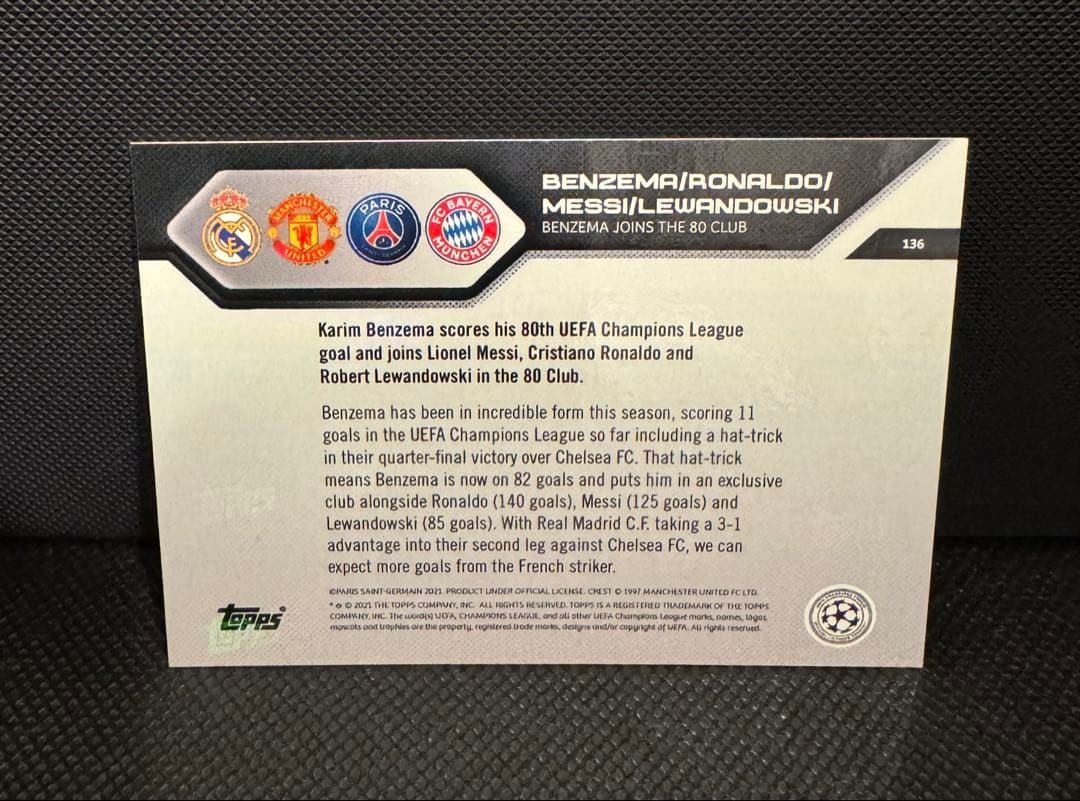 BENZEMA/RONALDO/
MESSI/LEWANDOWSKI
BENZEMA JOINS THE 80 CLUB
136
MANCHESTER
UNITED
PARIS
SAINT-GERMAIN
FC BAYERN
MÜNCHEN
Karim Benzema scores his 80th UEFA Champions League
goal and joins Lionel Messi, Cristiano Ronaldo and
Robert Lewandowski in the 80 Club.
Benzema has been in incredible form this season, scoring 11
goals in the UEFA Champions League so far including a hat-trick
in their quarter-final victory over Chelsea FC. That hat-trick
means Benzema is now on 82 goals and puts him in an exclusive
club alongside Ronaldo (140 goals), Messi (125 goals) and
Lewandowski (85 goals). With Real Madrid C.F. taking a 3-1
advantage into their second leg against Chelsea FC, we can
expect more goals from the French striker.
©PARIS SAINT-GERMAIN 2021. PRODUCT UNDER OFFICIAL LICENSE. CREST © 1997 MANCHESTER UNITED FC LTD.
® © 2021 THE TOPPS COMPANY, INC. ALL RIGHTS RESERVED. TOPPS IS A REGISTERED TRADEMARK OF THE TOPPS
COMPANY, INC. The word(s) UEFA, CHAMPIONS LEAGUE, and all other UEFA Champions League marks, names, logos,
mascots and trophies are the property, registered trade marks, designs and/or copyright of UEFA. All rights reserved.
topps